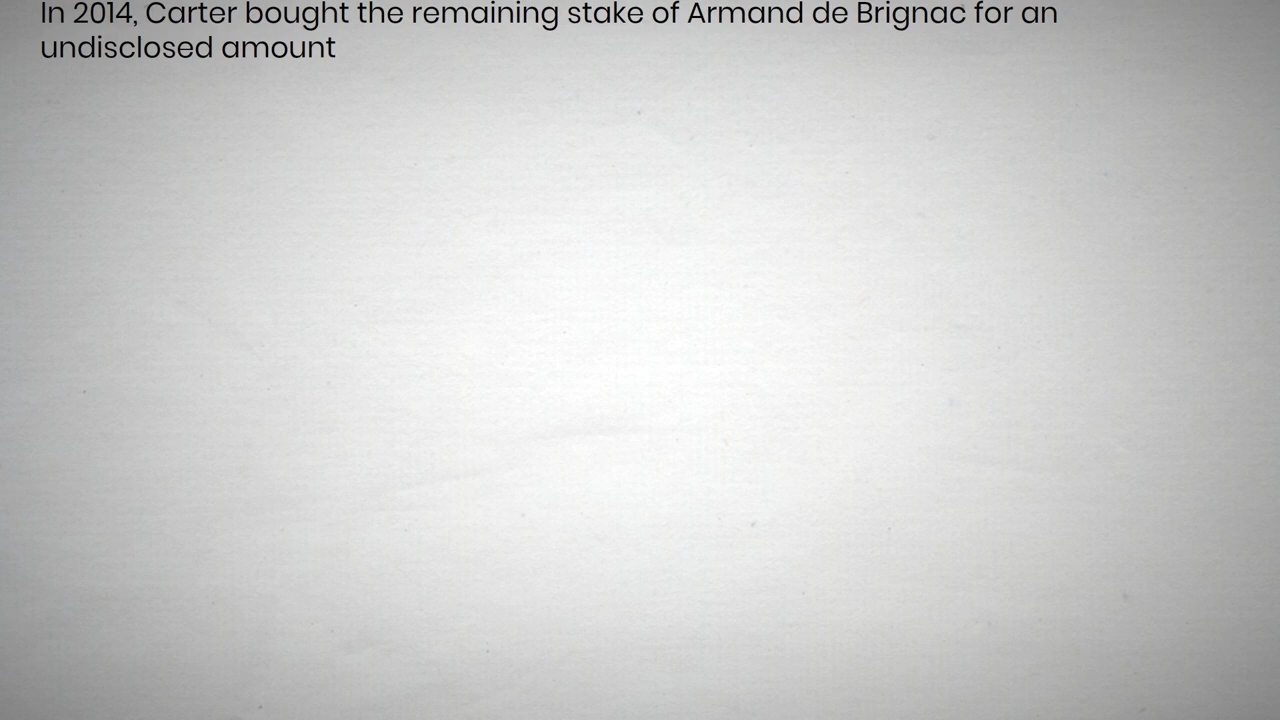 In 2014, Carter bought the remaining stake of Armand de Brignac for an
undisclosed amount